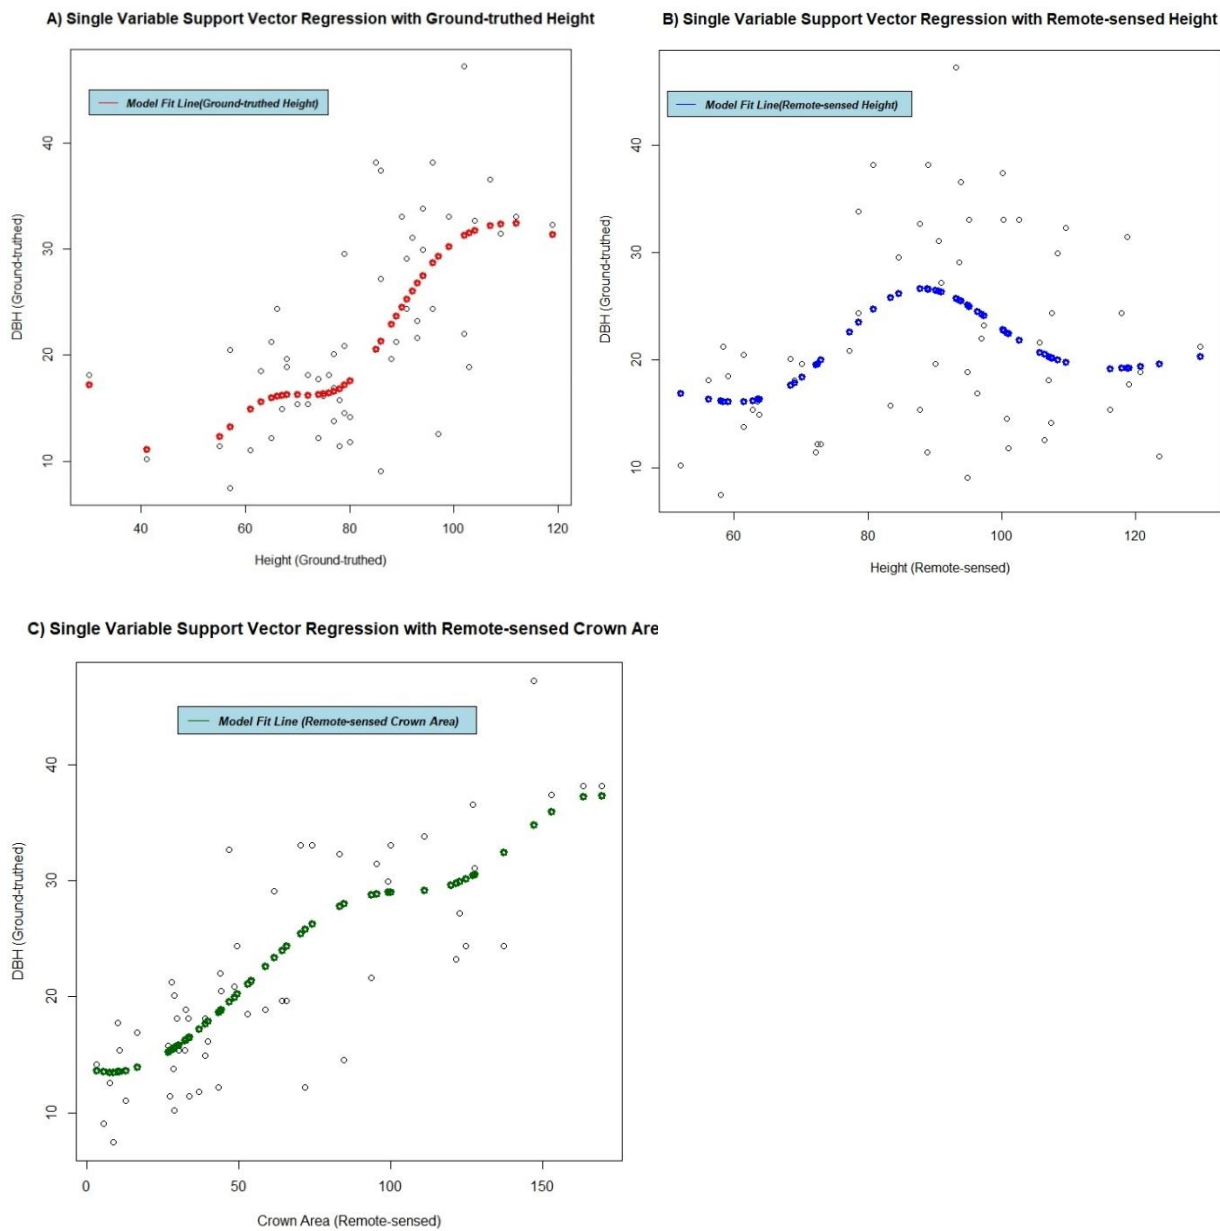 A) Single Variable Support Vector Regression with Ground-truthed Height
Model Fit Line(Ground-truthed Height)
DBH (Ground-truthed)
40
30
20
10
40 60 80 100 120
Height (Ground-truthed)
B) Single Variable Support Vector Regression with Remote-sensed Height
Model Fit Line(Remote-sensed Height)
DBH (Ground-truthed)
40
30
20
10
60 80 100 120
Height (Remote-sensed)
C) Single Variable Support Vector Regression with Remote-sensed Crown Are
Model Fit Line (Remote-sensed Crown Area)
DBH (Ground-truthed)
40
30
20
10
0 50 100 150
Crown Area (Remote-sensed)